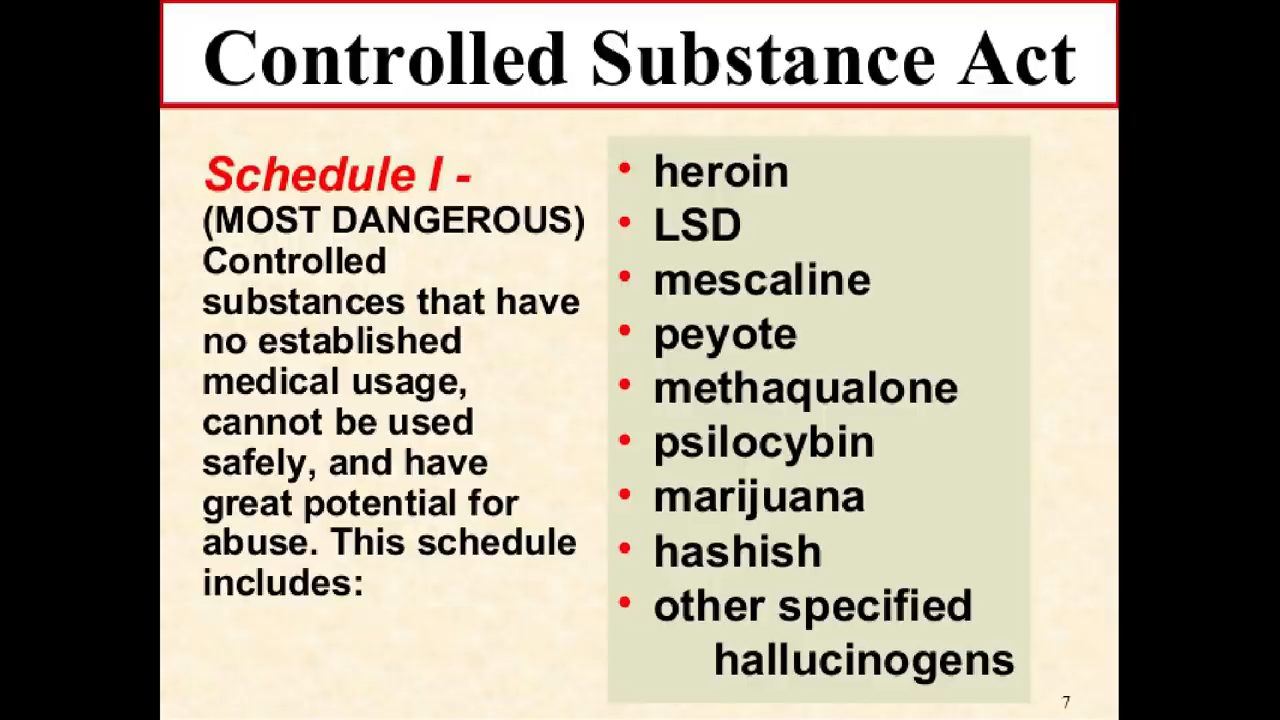 Controlled Substance Act
Schedule I -
(MOST DANGEROUS)
Controlled
substances that have
no established
medical usage,
cannot be used
safely, and have
great potential for
abuse. This schedule
includes:
• heroin
• LSD
• mescaline
• peyote
• methaqualone
• psilocybin
• marijuana
• hashish
• other specified
hallucinogens
7